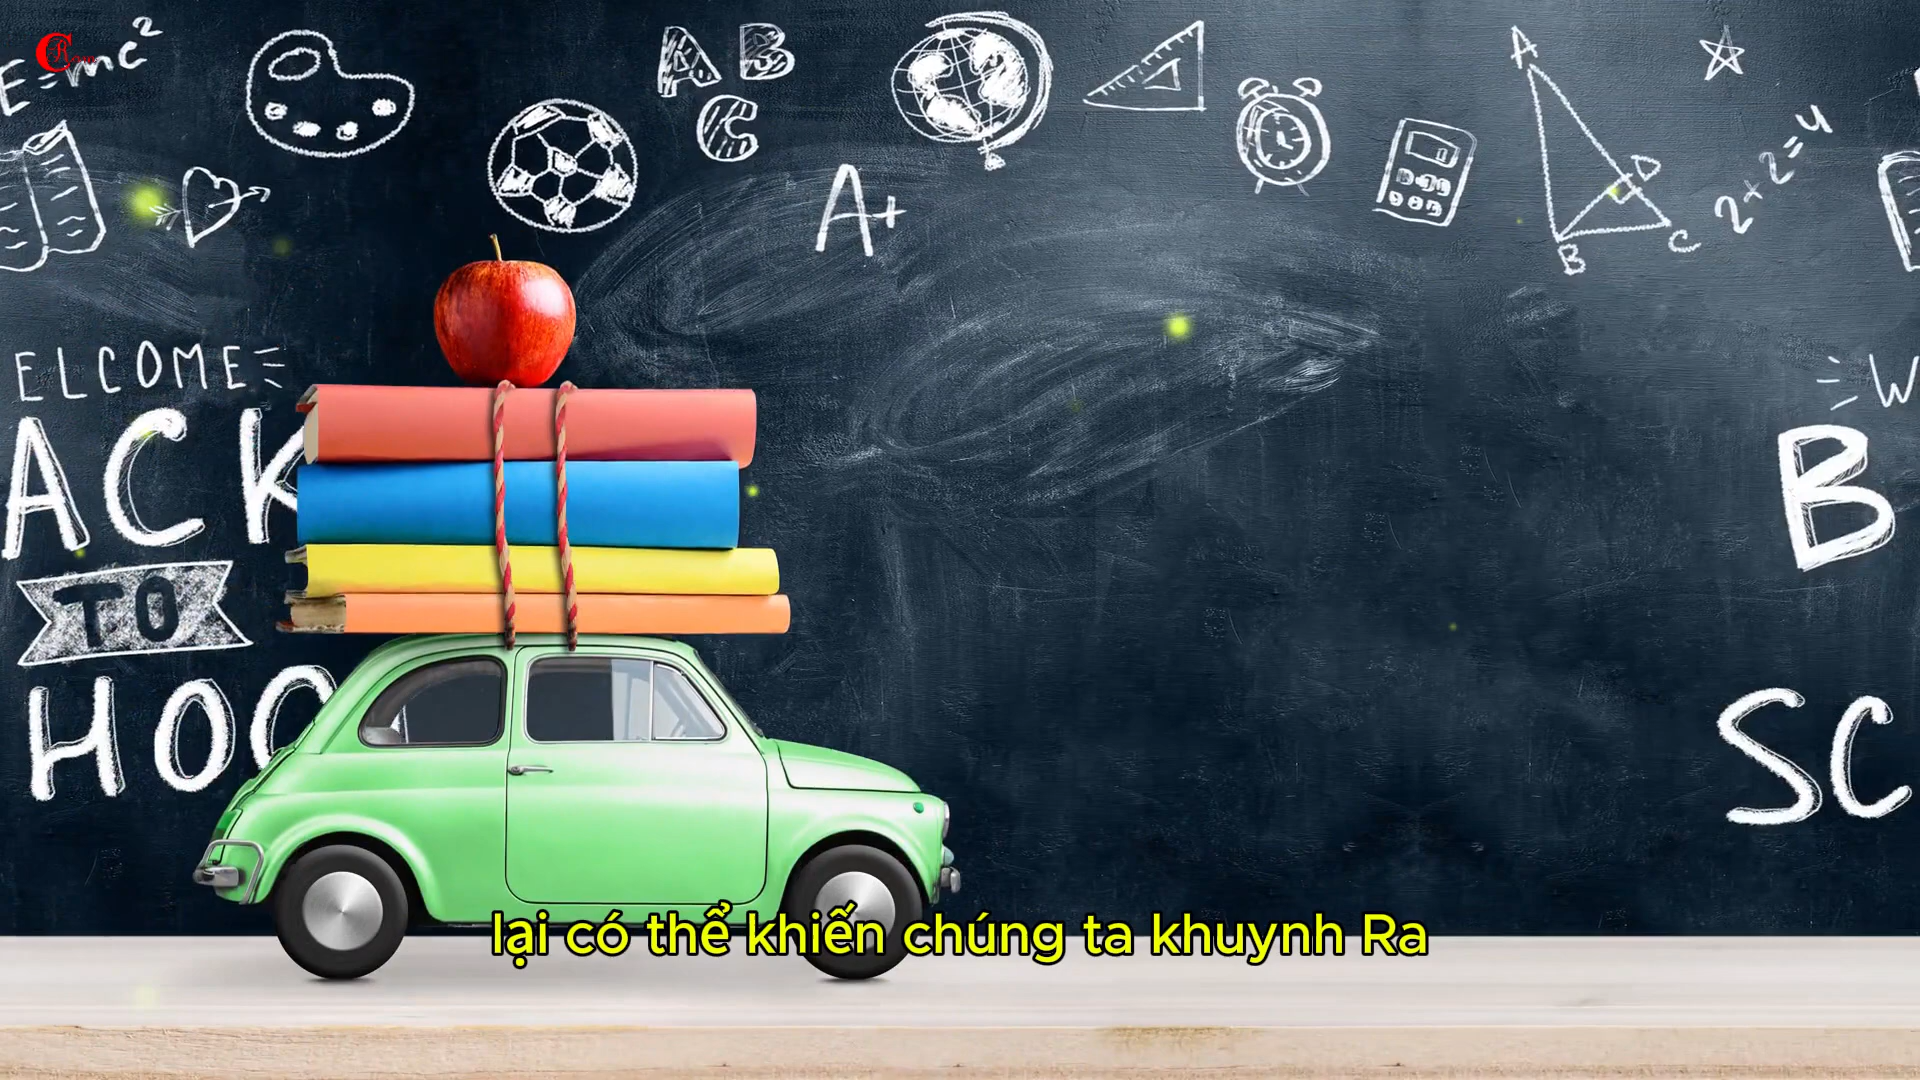 E=mc²
A B
C
A+
A
D
B
C
2+2=4
ELCOME
ACK
TO
HOO
W
B
SC
lại có thể khiến chúng ta khuynh Ra